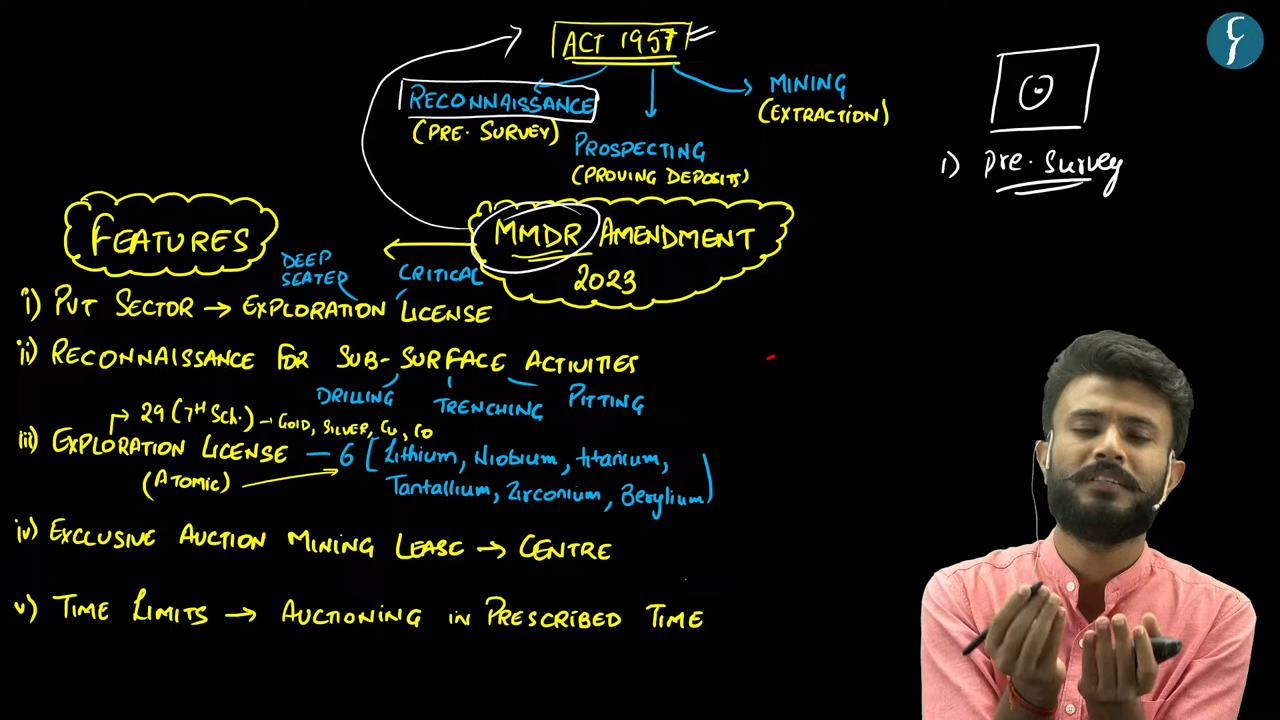 ACT 1957
RECONNAISSANCE
(PRE-SURVEY)
PROSPECTING
(PROVING DEPOSITS)
MINING
(EXTRACTION)
i) Pre-Survey
MMDR AMENDMENT
2023
FEATURES
DEEP
SEATER
CRITICAL
i) PVT SECTOR → EXPLORATION LICENSE
ii) RECONNAISSANCE FOR SUB-SURFACE ACTIVITIES
DRILLING TRENCHING PITTING
29 (7TH Sch.) - GOLD, SILVER, Cu, Co
iii) EXPLORATION LICENSE - 6 [Lithium, Niobium, titanium,
(ATOMIC) Tantallium, Zirconium, Berylium)
iv) EXCLUSIVE AUCTION MINING LEASE → CENTRE
v) TIME LIMITS → AUCTIONING IN PRESCRIBED TIME